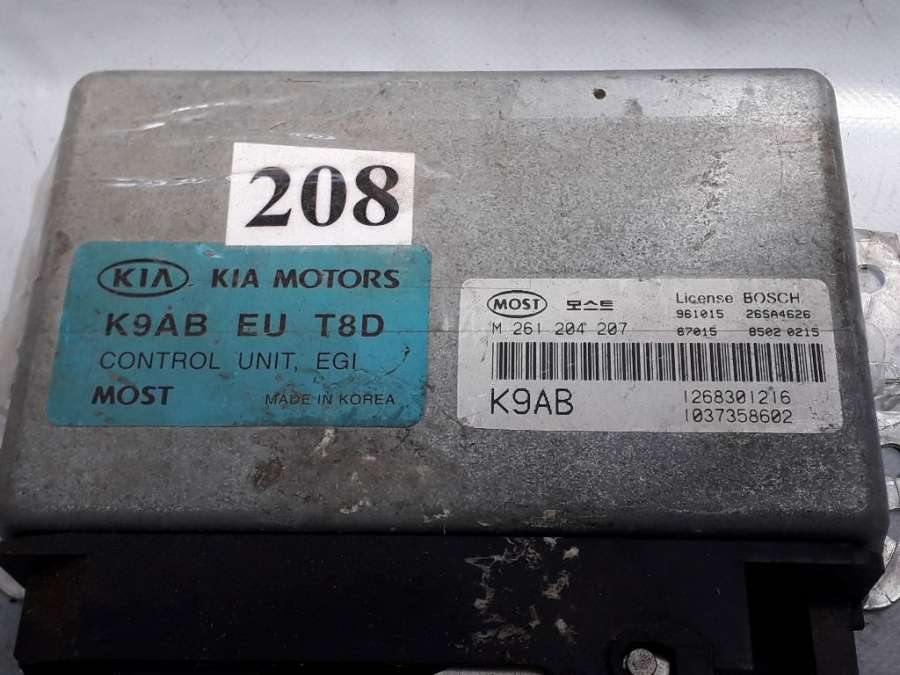 208
KIA KIA MOTORS
K9AB EU T8D
CONTROL UNIT, EGI
MOST MADE IN KOREA
MOST 모스트 License BOSCH
961015 26SA4626
M 261 204 207 87015 8502 0215
K9AB 1268301216
1037358602